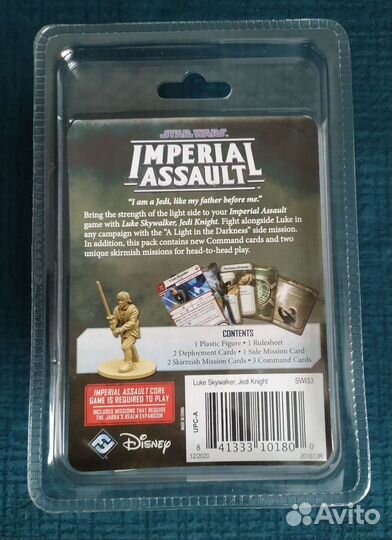 STAR WARS
IMPERIAL
ASSAULT
"I am a Jedi, like my father before me."
Bring the strength of the light side to your Imperial Assault
game with Luke Skywalker, Jedi Knight. Fight alongside Luke in
any campaign with the "A Light in the Darkness" side mission.
In addition, this pack contains new Command cards and two
unique skirmish missions for head-to-head play.
CONTENTS
1 Plastic Figure • 1 Rulesheet
2 Deployment Cards • 1 Side Mission Card
2 Skirmish Mission Cards • 3 Command Cards
IMPERIAL ASSAULT CORE
GAME IS REQUIRED TO PLAY
INCLUDES MISSIONS THAT REQUIRE
THE JABBA'S REALM EXPANSION
FF
Disney
Luke Skywalker, Jedi Knight SWI33
UPC-A
8 41333 10180 0
12/2020 201613R
Avito